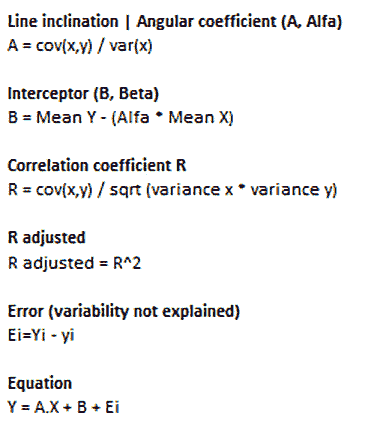 Line inclination | Angular coefficient (A, Alfa)
A = cov(x,y) / var(x)
Interceptor (B, Beta)
B = Mean Y - (Alfa * Mean X)
Correlation coefficient R
R = cov(x,y) / sqrt (variance x * variance y)
R adjusted
R adjusted = R^2
Error (variability not explained)
Ei=Yi - yi
Equation
Y = A.X + B + Ei